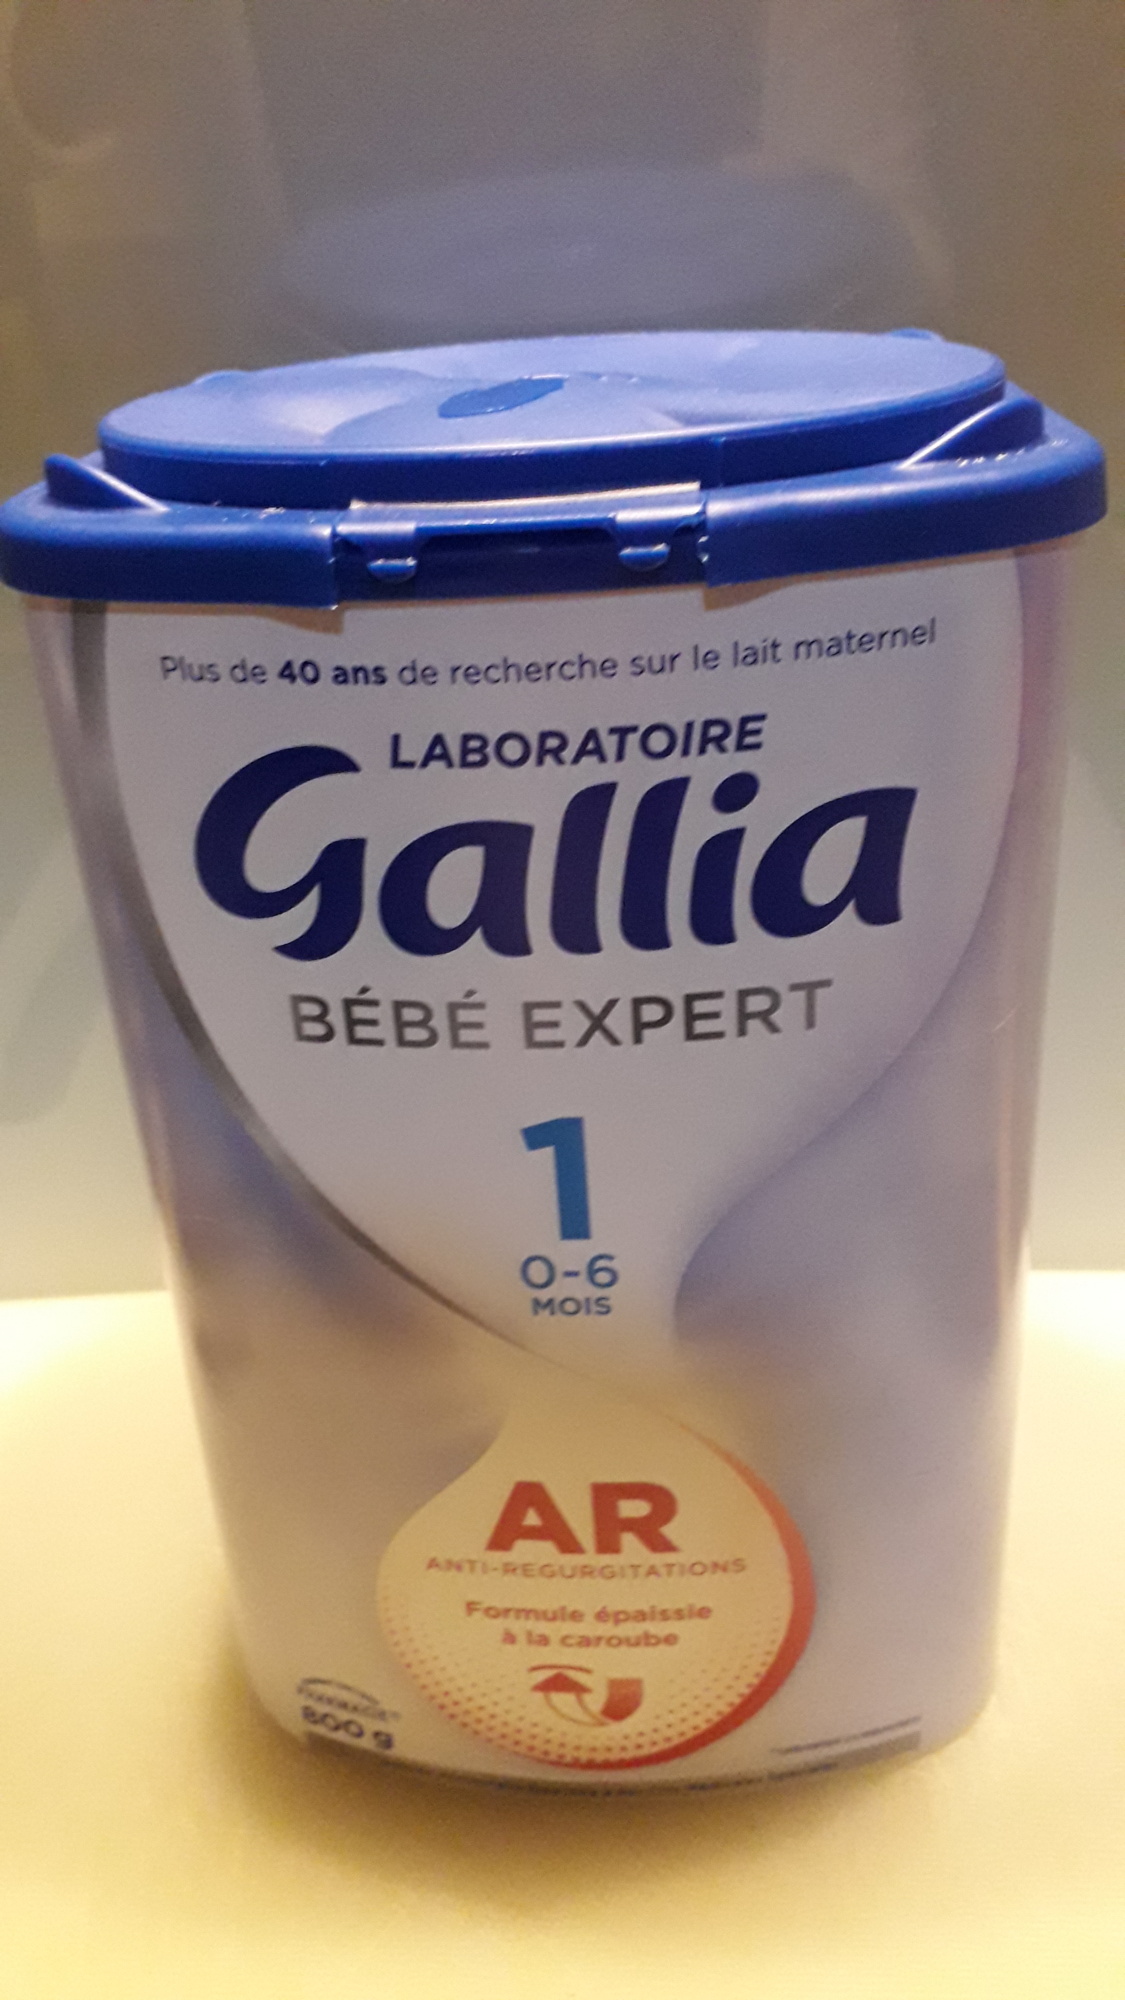 Plus de 40 ans de recherche sur le lait maternel
LABORATOIRE
Gallia
BÉBÉ EXPERT
1
0-6
MOIS
AR
ANTI-REGURGITATIONS
Formule épaissie
à la caroube
800 g